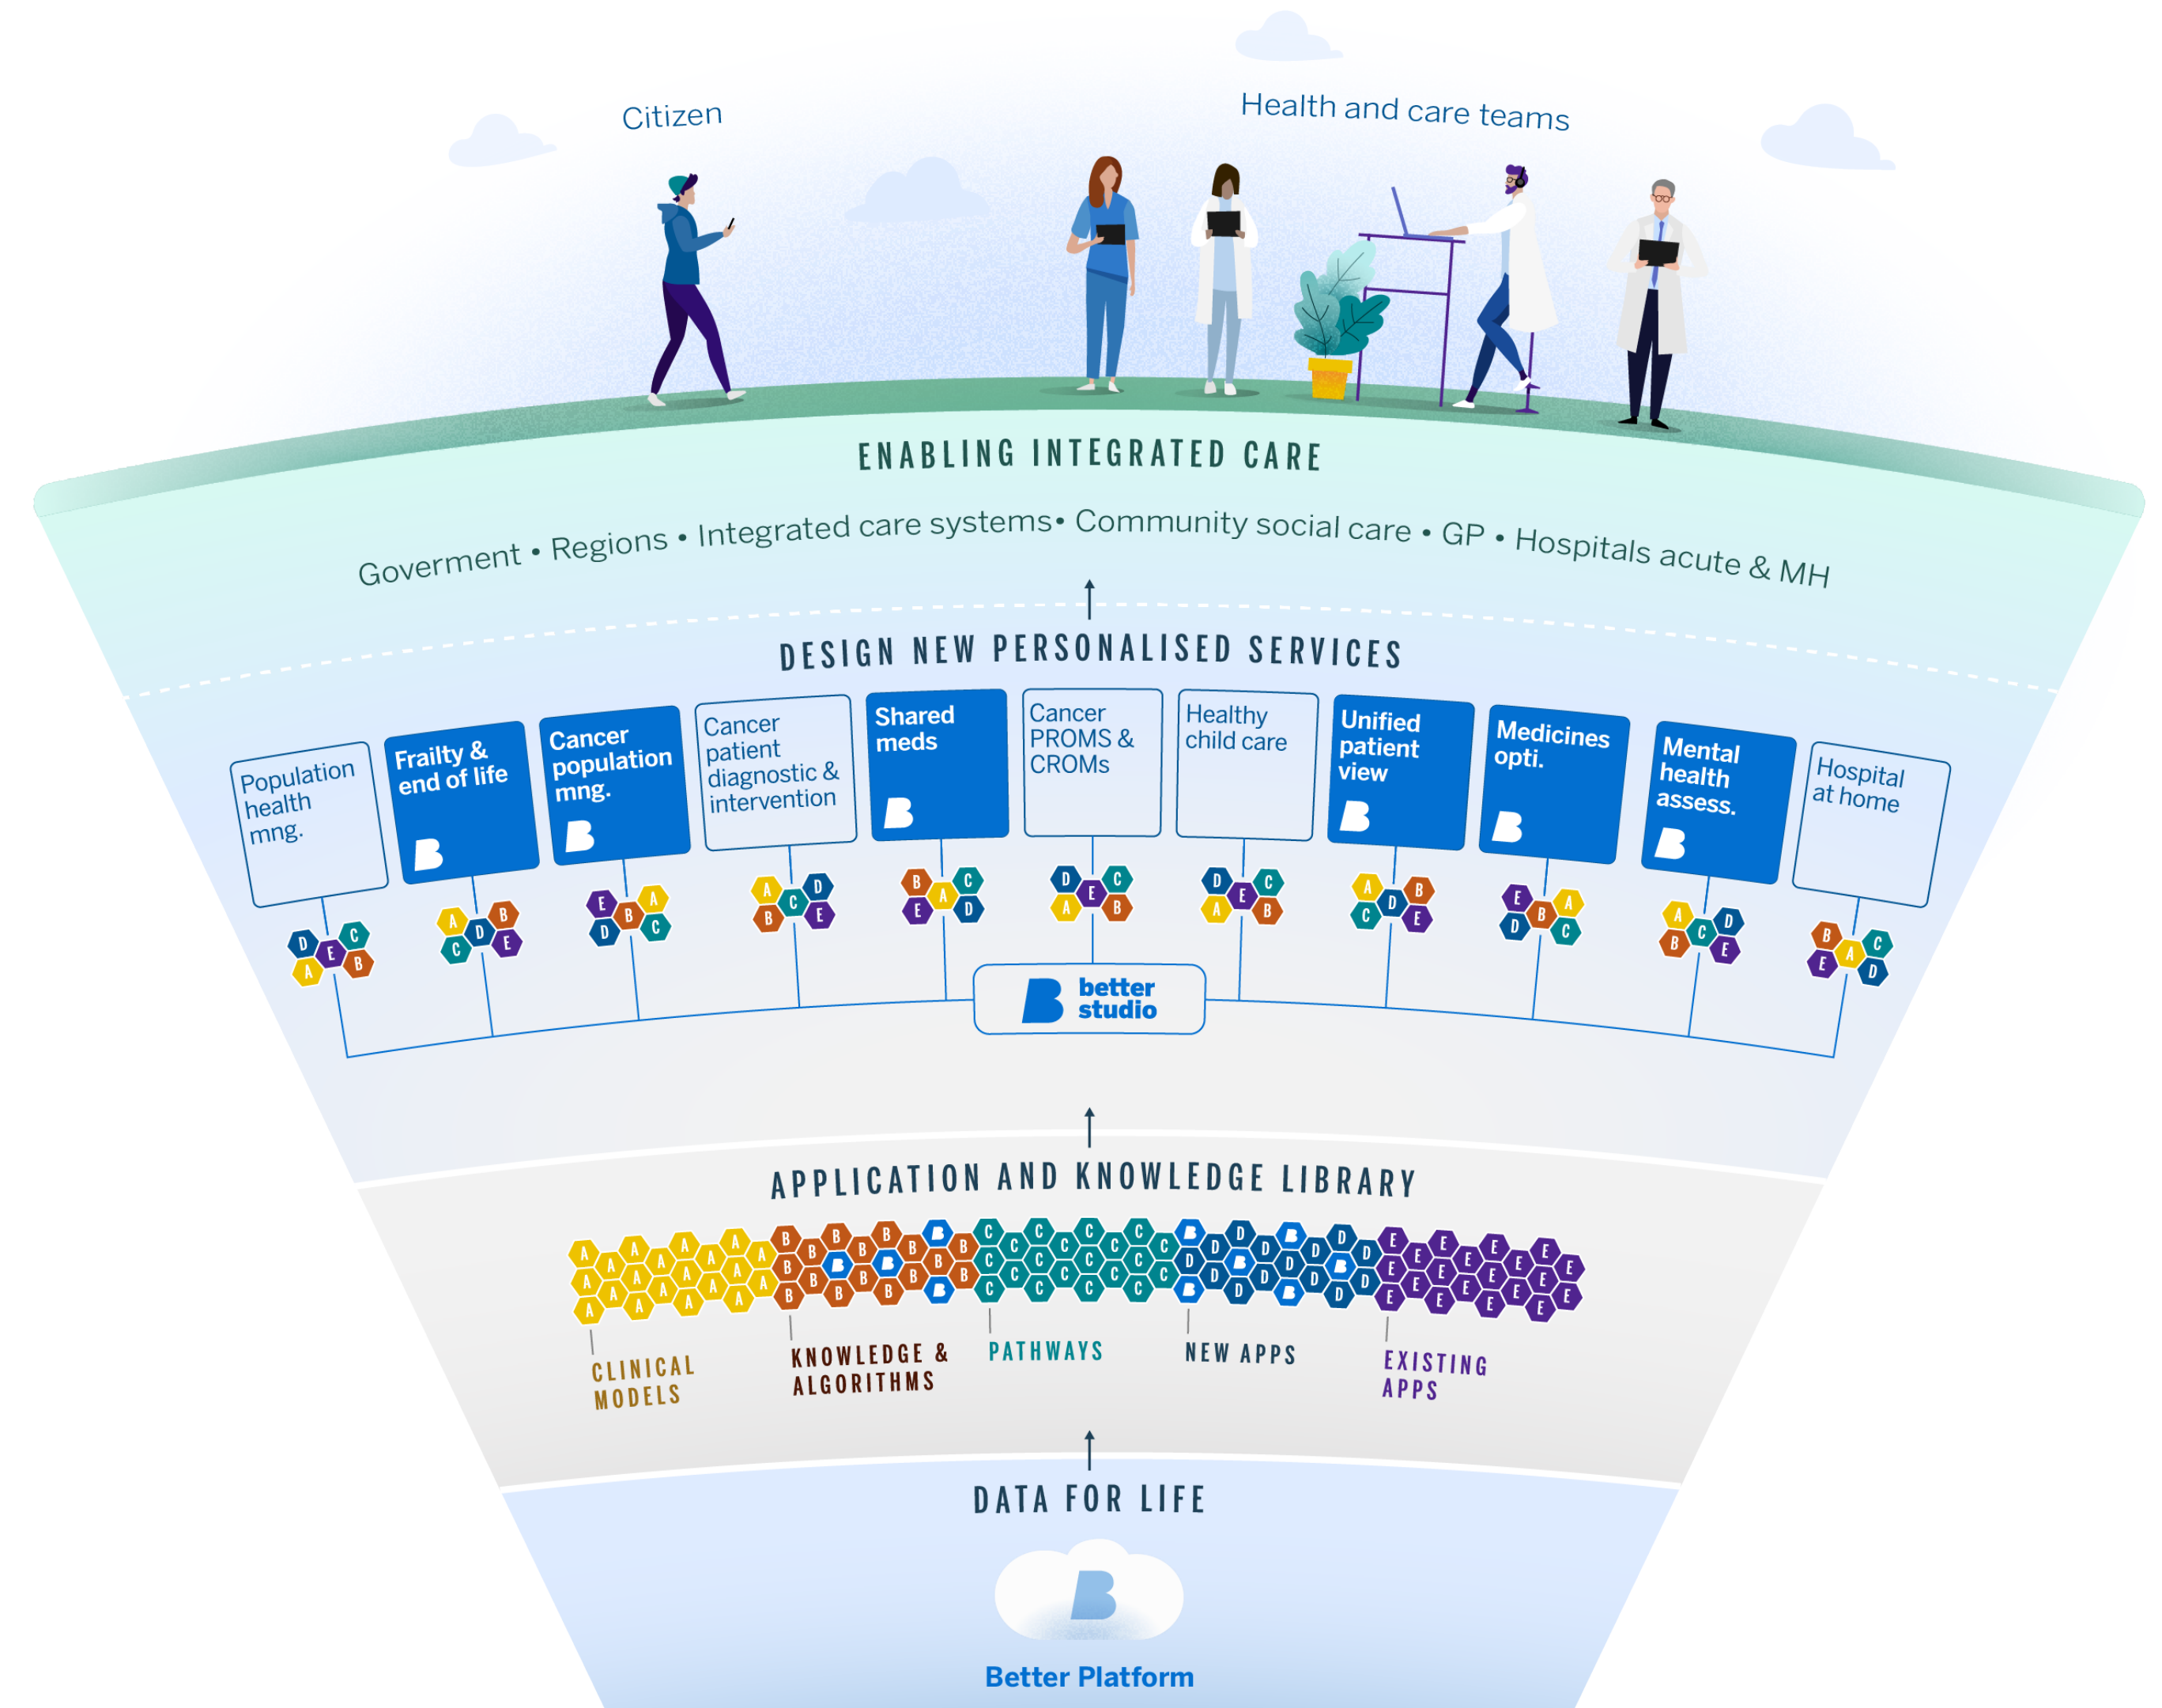 Citizen
Health and care teams
ENABLING INTEGRATED CARE
Goverment • Regions • Integrated care systems• Community social care • GP • Hospitals acute & MH
DESIGN NEW PERSONALISED SERVICES
Population
health
mng.
Frailty &
end of life
B
Cancer
population
mng.
B
Cancer
patient
diagnostic &
intervention
Shared
meds
B
Cancer
PROMS &
CROMs
Healthy
child care
Unified
patient
view
B
Medicines
opti.
B
Mental
health
assess.
B
Hospital
at home
D C
E
A B
A B
D
C E
E A
B
D C
A D
C
B E
B C
A
E D
D C
E
A B
D C
E
A B
A B
D
C E
E A
B
D C
A D
C
B E
B C
A
E D
B better
studio
APPLICATION AND KNOWLEDGE LIBRARY
A A A A B B B B C C C C B D B D E E E E
A A A A B B B B C C C C D D D D E E E E
A A A A B B B B C C C C D B D B E E E E
A A A A B B B B C C C C D D D D E E E E
A A A A B B B B C C C C B D B D E E E E
CLINICAL
MODELS
KNOWLEDGE &
ALGORITHMS
PATHWAYS
NEW APPS
EXISTING
APPS
DATA FOR LIFE
B
Better Platform